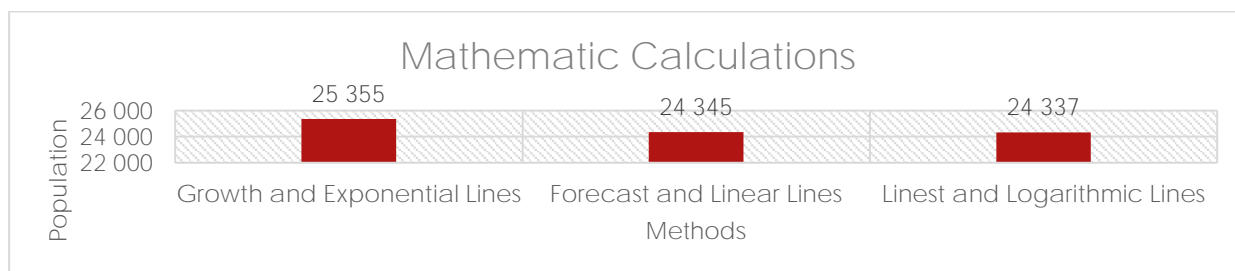 Mathematic Calculations
25 355
24 345
24 337
26 000
24 000
22 000
Population
Growth and Exponential Lines
Forecast and Linear Lines
Linest and Logarithmic Lines
Methods